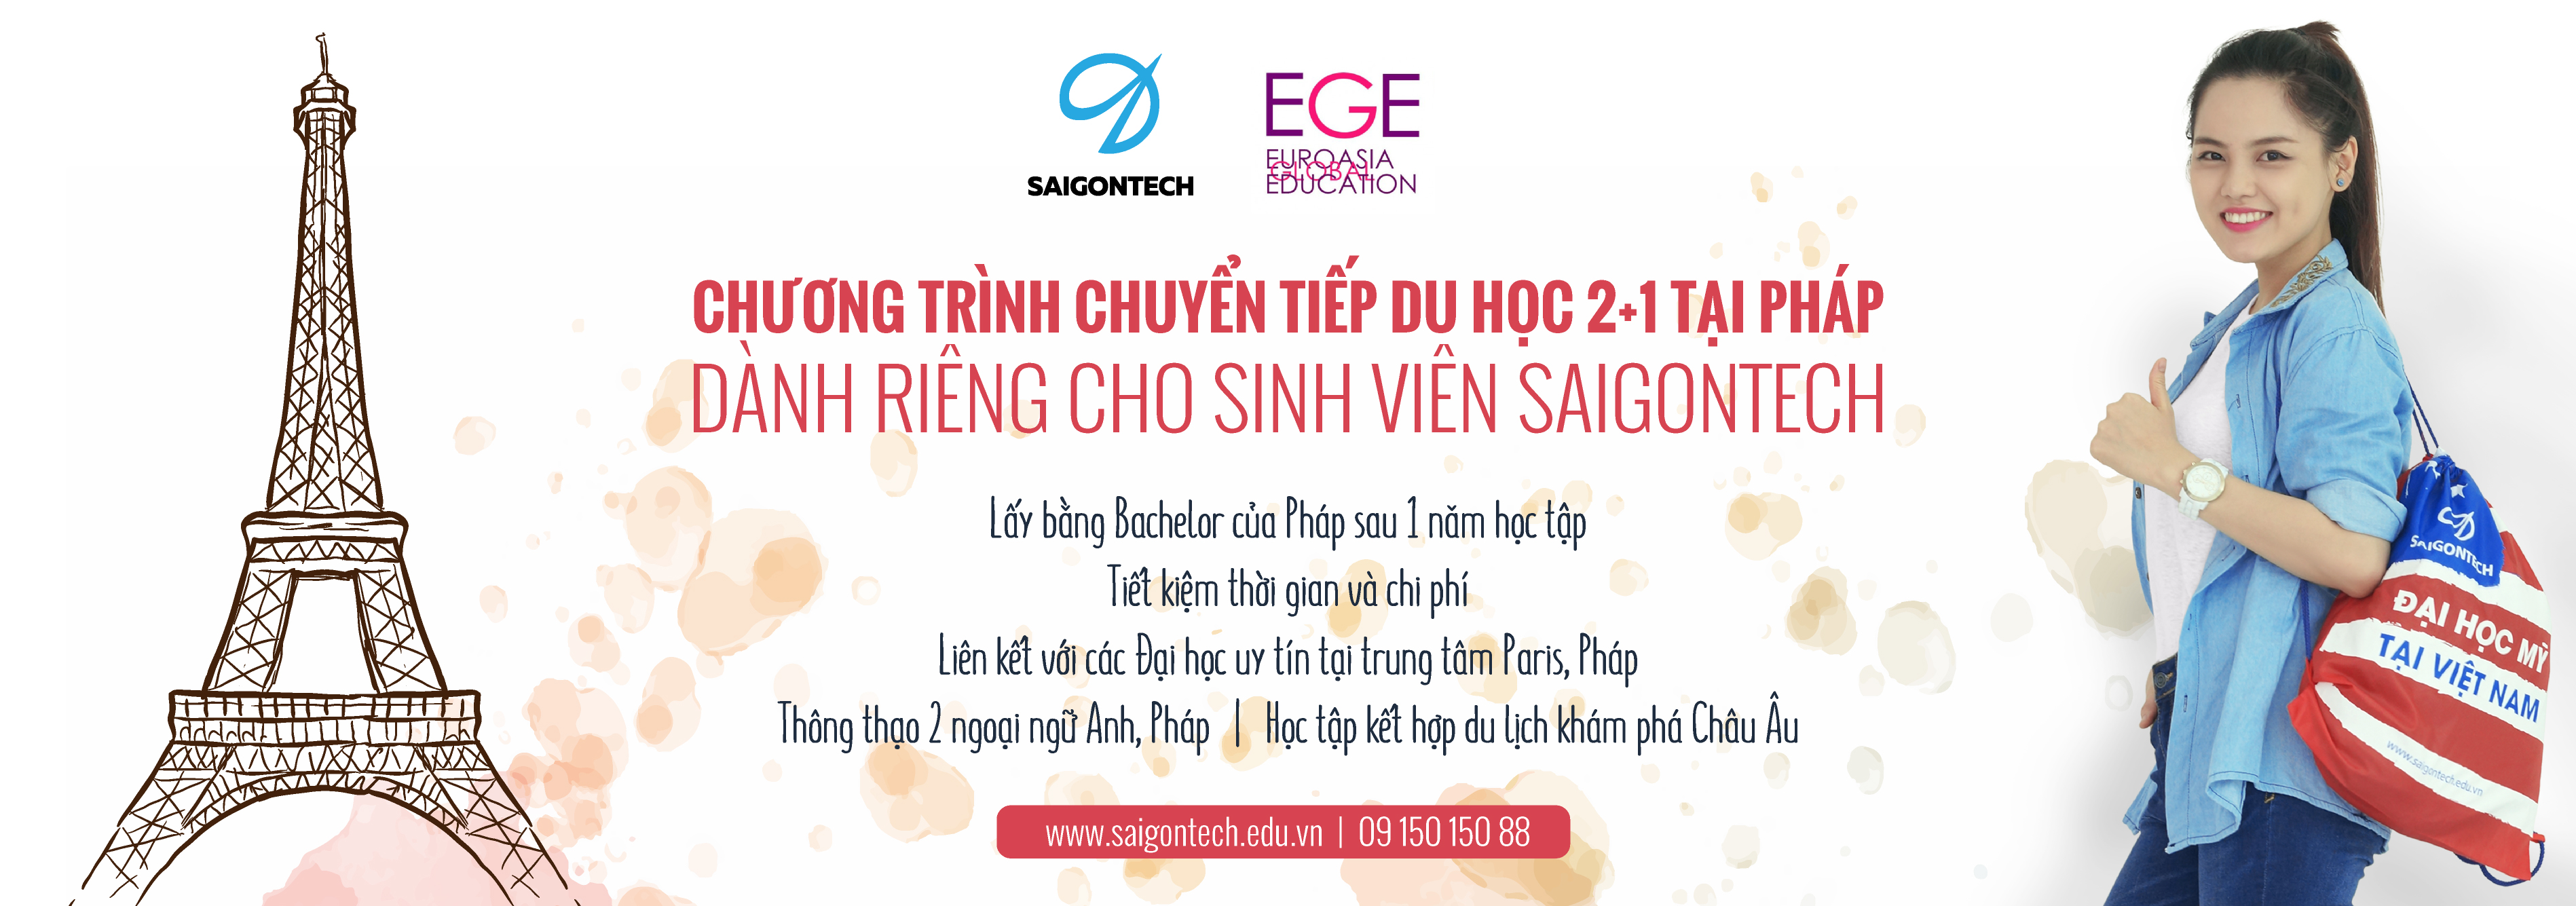 SAIGONTECH
EGE
EUROASIA
GLOBAL
EDUCATION
CHƯƠNG TRÌNH CHUYỂN TIẾP DU HỌC 2+1 TẠI PHÁP
DÀNH RIÊNG CHO SINH VIÊN SAIGONTECH
Lấy bằng Bachelor của Pháp sau 1 năm học tập
Tiết kiệm thời gian và chi phí
Liên kết với các Đại học uy tín tại trung tâm Paris, Pháp
Thông thạo 2 ngoại ngữ Anh, Pháp | Học tập kết hợp du lịch khám phá Châu Âu
www.saigontech.edu.vn | 09 150 150 88
SAIGONTECH
ĐẠI HỌC MỸ
TẠI VIỆT NAM
www.saigontech.edu.vn